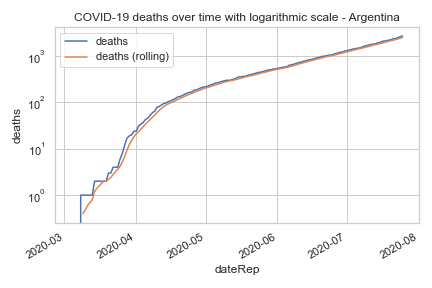 COVID-19 deaths over time with logarithmic scale - Argentina
deaths
deaths (rolling)
10³
10²
10¹
10⁰
deaths
2020-03
2020-04
2020-05
2020-06
2020-07
2020-08
dateRep